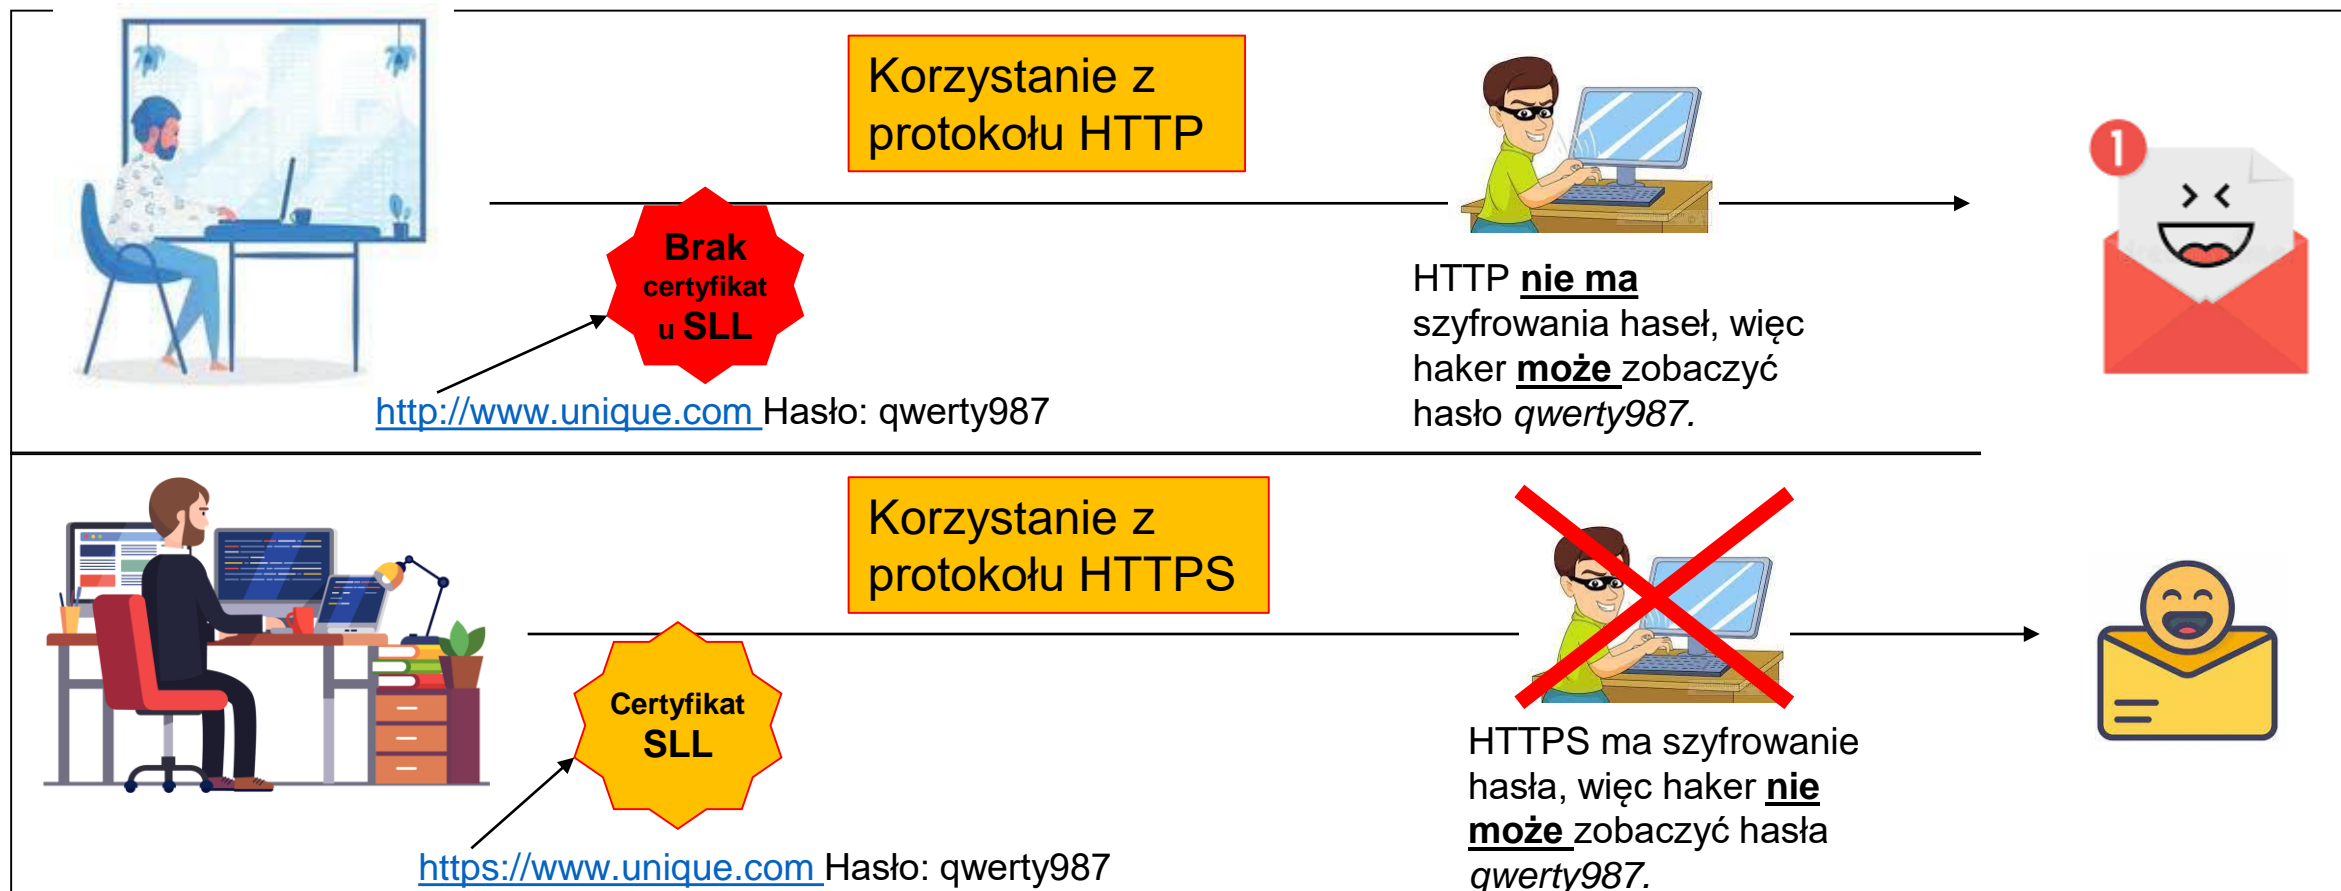 Korzystanie z
protokołu HTTP
1
Brak
certyfikat
u SLL
HTTP nie ma
szyfrowania haseł, więc
haker może zobaczyć
hasło qwerty987.
http://www.unique.com Hasło: qwerty987
Korzystanie z
protokołu HTTPS
Certyfikat
SLL
HTTPS ma szyfrowanie
hasła, więc haker nie
może zobaczyć hasła
qwerty987.
https://www.unique.com Hasło: qwerty987